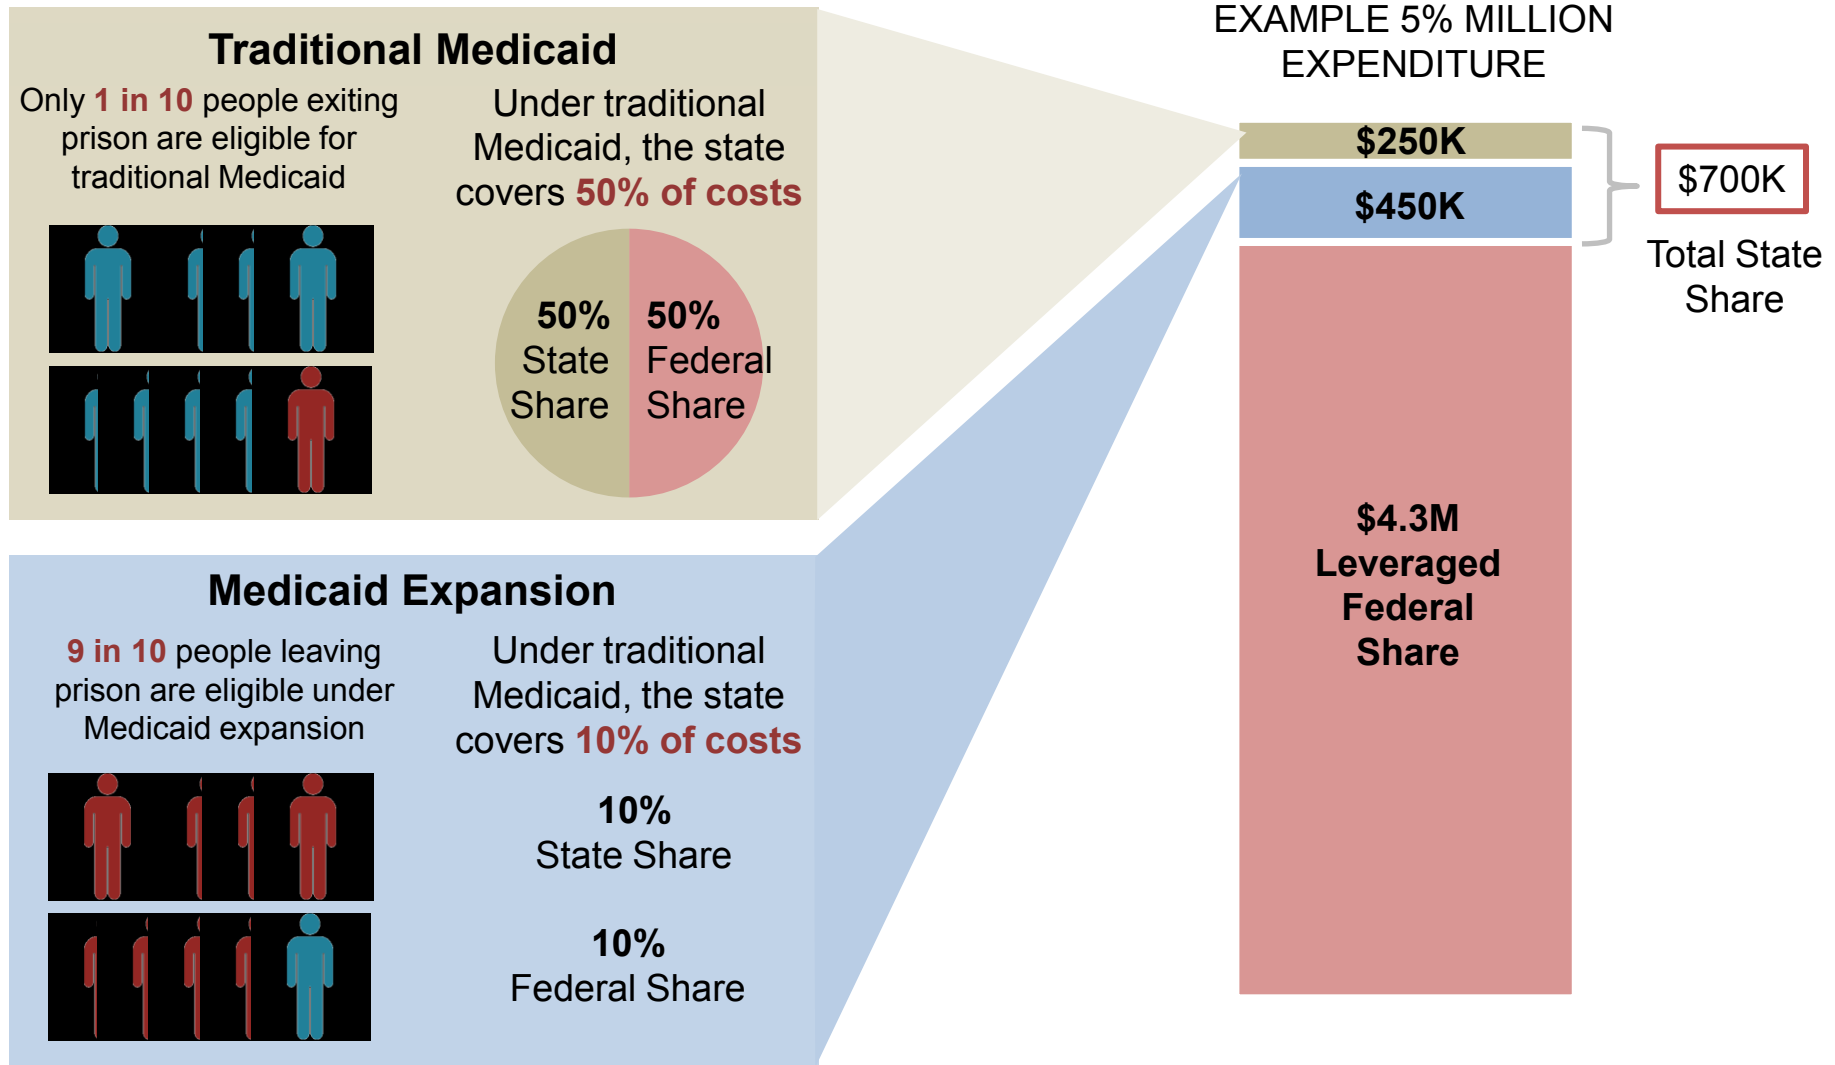 Traditional Medicaid
Only 1 in 10 people exiting
prison are eligible for
traditional Medicaid
Under traditional
Medicaid, the state
covers 50% of costs
50%
State
Share
50%
Federal
Share
Medicaid Expansion
9 in 10 people leaving
prison are eligible under
Medicaid expansion
Under traditional
Medicaid, the state
covers 10% of costs
10%
State Share
10%
Federal Share
EXAMPLE 5% MILLION
EXPENDITURE
$250K
$450K
$700K
Total State
Share
$4.3M
Leveraged
Federal
Share